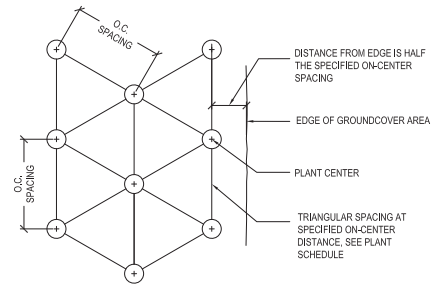 O.C.
SPACING
DISTANCE FROM EDGE IS HALF
THE SPECIFIED ON-CENTER
SPACING
EDGE OF GROUNDCOVER AREA
O.C.
SPACING
PLANT CENTER
TRIANGULAR SPACING AT
SPECIFIED ON-CENTER
DISTANCE, SEE PLANT
SCHEDULE